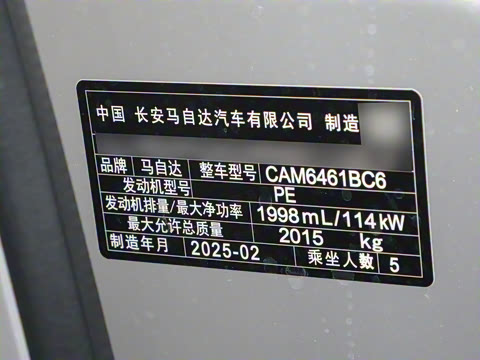 中国 长安马自达汽车有限公司 制造
品牌 马自达 整车型号 CAM6461BC6
发动机型号 PE
发动机排量/最大净功率 1998mL/114kW
最大允许总质量 2015 kg
制造年月 2025-02 乘坐人数 5